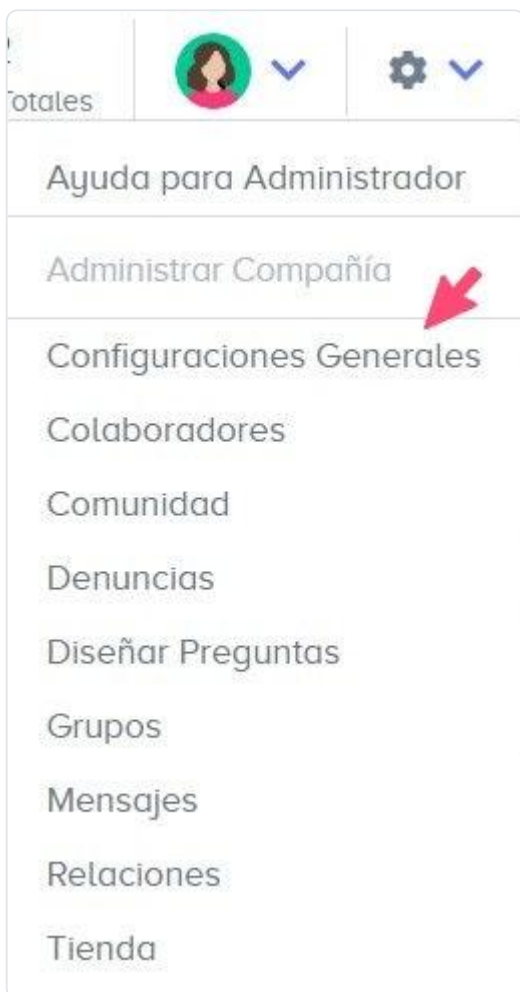 Totales
Ayuda para Administrador
Administrar Compañía
Configuraciones Generales
Colaboradores
Comunidad
Denuncias
Diseñar Preguntas
Grupos
Mensajes
Relaciones
Tienda